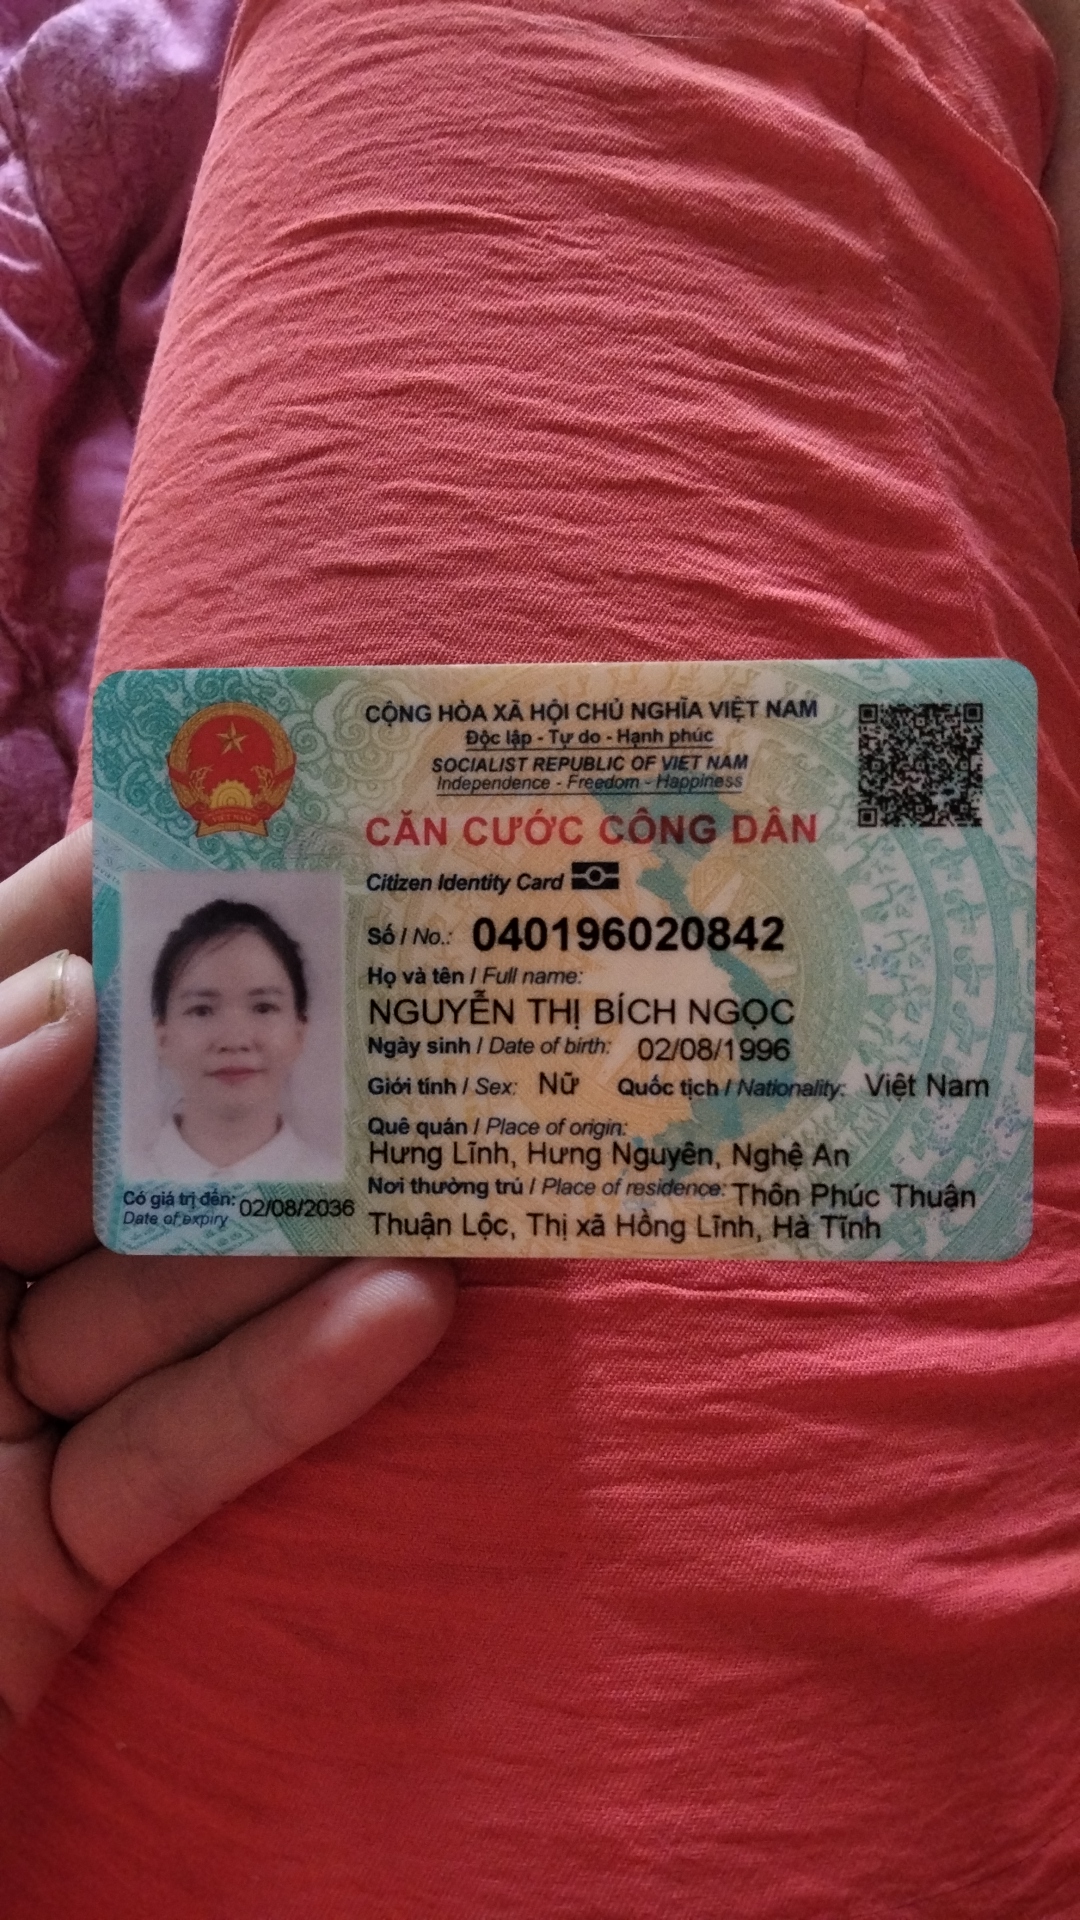 CỘNG HÒA XÃ HỘI CHỦ NGHĨA VIỆT NAM
Độc lập - Tự do - Hạnh phúc
SOCIALIST REPUBLIC OF VIET NAM
Independence - Freedom - Happiness
CĂN CƯỚC CÔNG DÂN
Citizen Identity Card
Số / No.: 040196020842
Họ và tên / Full name:
NGUYỄN THỊ BÍCH NGỌC
Ngày sinh / Date of birth: 02/08/1996
Giới tính / Sex: Nữ Quốc tịch / Nationality: Việt Nam
Quê quán / Place of origin:
Hưng Lĩnh, Hưng Nguyên, Nghệ An
Nơi thường trú / Place of residence: Thôn Phúc Thuận
Thuận Lộc, Thị xã Hồng Lĩnh, Hà Tĩnh
Có giá trị đến: 02/08/2036
Date of expiry
VIỆT NAM